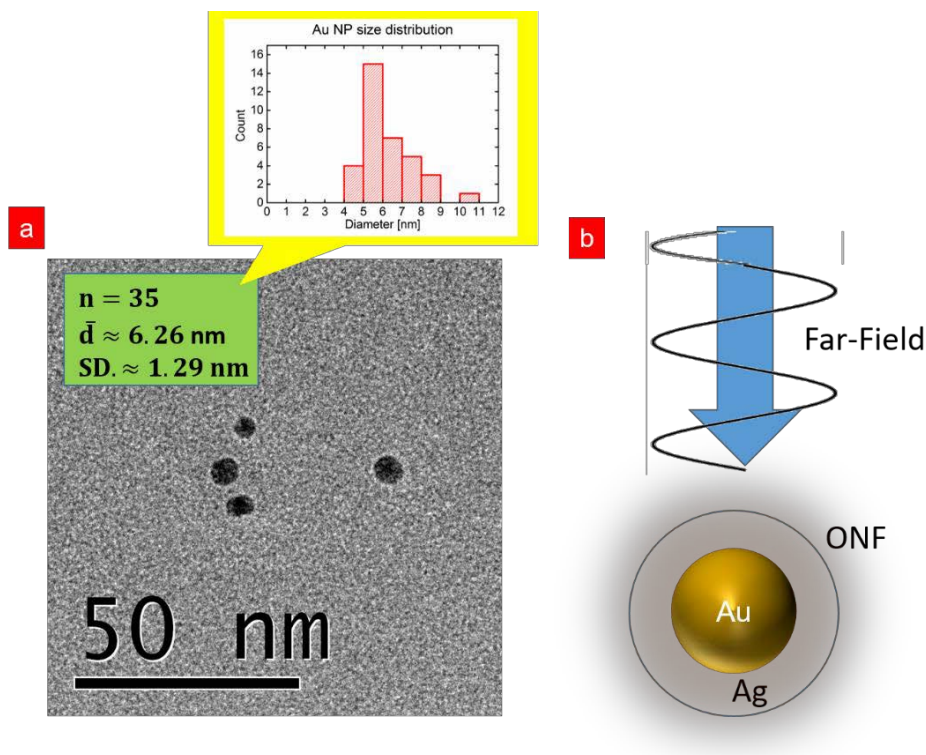 Au NP size distribution
16
14
12
10
8
6
4
2
0
Count
0 1 2 3 4 5 6 7 8 9 10 11 12
Diameter [nm]
a
n = 35
d̄ ≈ 6.26 nm
SD. ≈ 1.29 nm
50 nm
b
Far-Field
ONF
Au
Ag